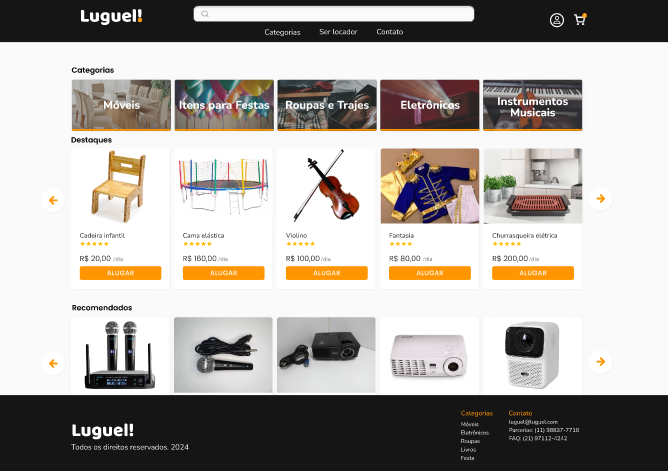 Luguel!
Categorias
Ser locador
Contato
Categorias
Móveis
Itens para Festas
Roupas e Trajes
Eletrônicos
Instrumentos
Musicais
Destaques
Cadeira infantil
R$ 20,00 /dia
ALUGAR
Cama elástica
R$ 160,00 /dia
ALUGAR
Violino
R$ 100,00 /dia
ALUGAR
Fantasia
R$ 80,00 /dia
ALUGAR
Churrasqueira elétrica
R$ 200,00 /dia
ALUGAR
Recomendados
Luguel!
Todos os direitos reservados. 2024
Categorias
Móveis
Eletrônicos
Roupas
Livros
Festa
Contato
luguel@luguel.com
Parcerias: (11) 98837-7710
FAQ: (21) 97112-4242